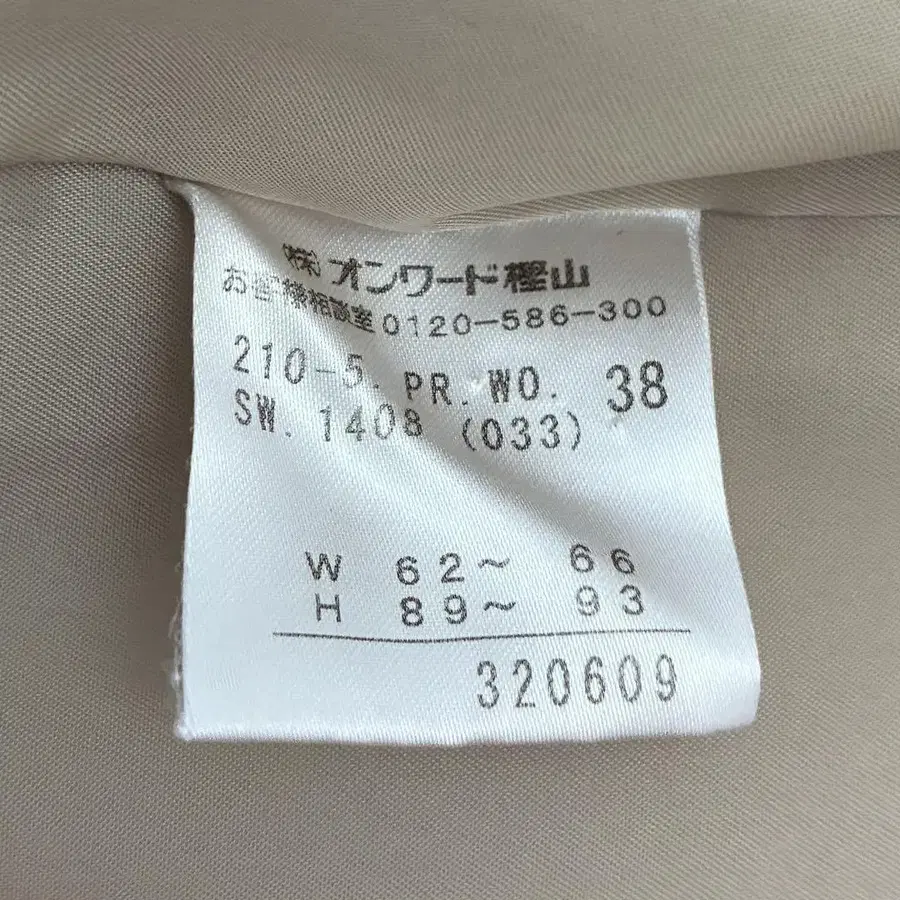 (株)オンワード樫山
お客様相談室0120-586-300
210-5. PR. WO. 38
SW. 1408 (033)
W 62~ 66
H 89~ 93
320609